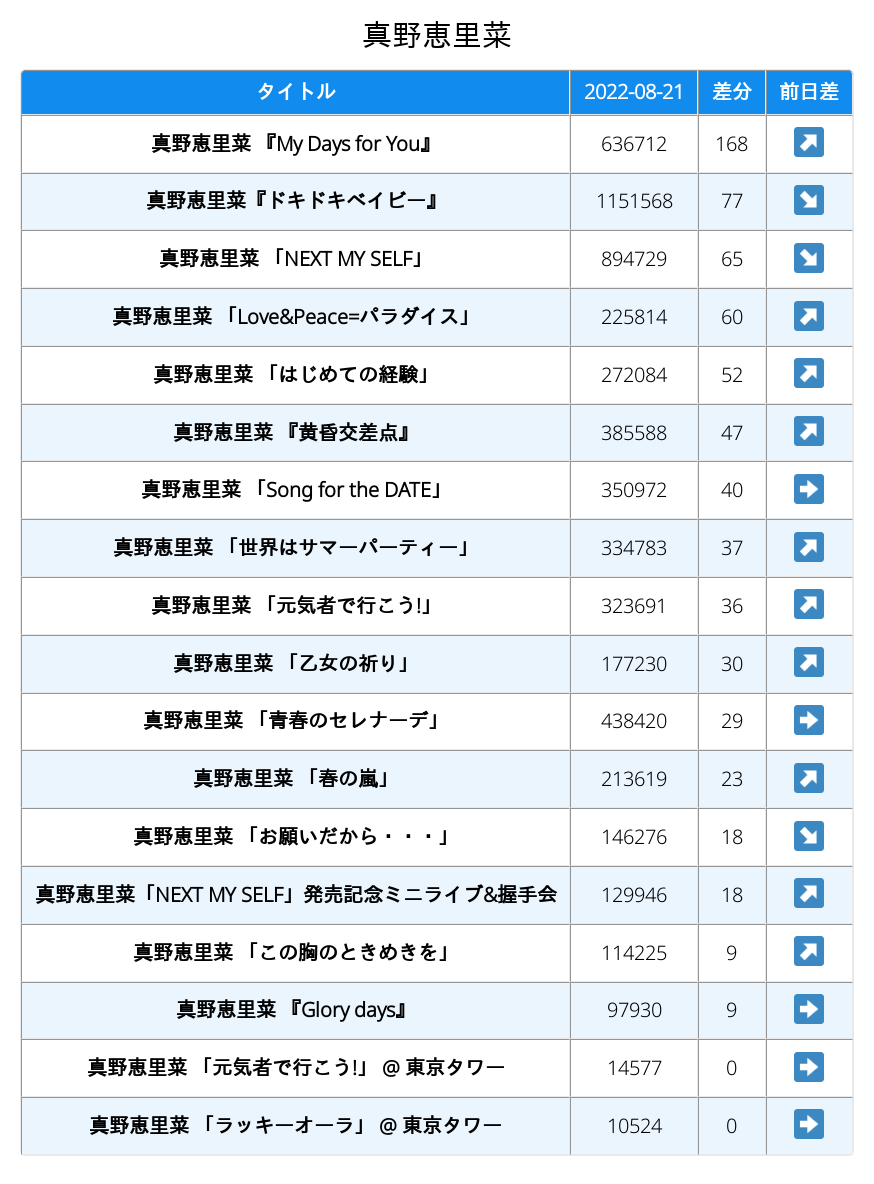 真野恵里菜
タイトル 2022-08-21 差分 前日差
真野恵里菜 『My Days for You』 636712 168 ↗
真野恵里菜『ドキドキベイビー』 1151568 77 ↘
真野恵里菜 「NEXT MY SELF」 894729 65 ↘
真野恵里菜 「Love&Peace=パラダイス」 225814 60 ↗
真野恵里菜 「はじめての経験」 272084 52 ↗
真野恵里菜 『黄昏交差点』 385588 47 ↗
真野恵里菜 「Song for the DATE」 350972 40 ➡
真野恵里菜 「世界はサマーパーティー」 334783 37 ↗
真野恵里菜 「元気者で行こう!」 323691 36 ↗
真野恵里菜 「乙女の祈り」 177230 30 ↗
真野恵里菜 「青春のセレナーデ」 438420 29 ➡
真野恵里菜 「春の嵐」 213619 23 ↗
真野恵里菜 「お願いだから・・・」 146276 18 ↘
真野恵里菜「NEXT MY SELF」発売記念ミニライブ&握手会 129946 18 ↗
真野恵里菜 「この胸のときめきを」 114225 9 ↗
真野恵里菜 『Glory days』 97930 9 ➡
真野恵里菜 「元気者で行こう!」 @ 東京タワー 14577 0 ➡
真野恵里菜 「ラッキーオーラ」 @ 東京タワー 10524 0 ➡